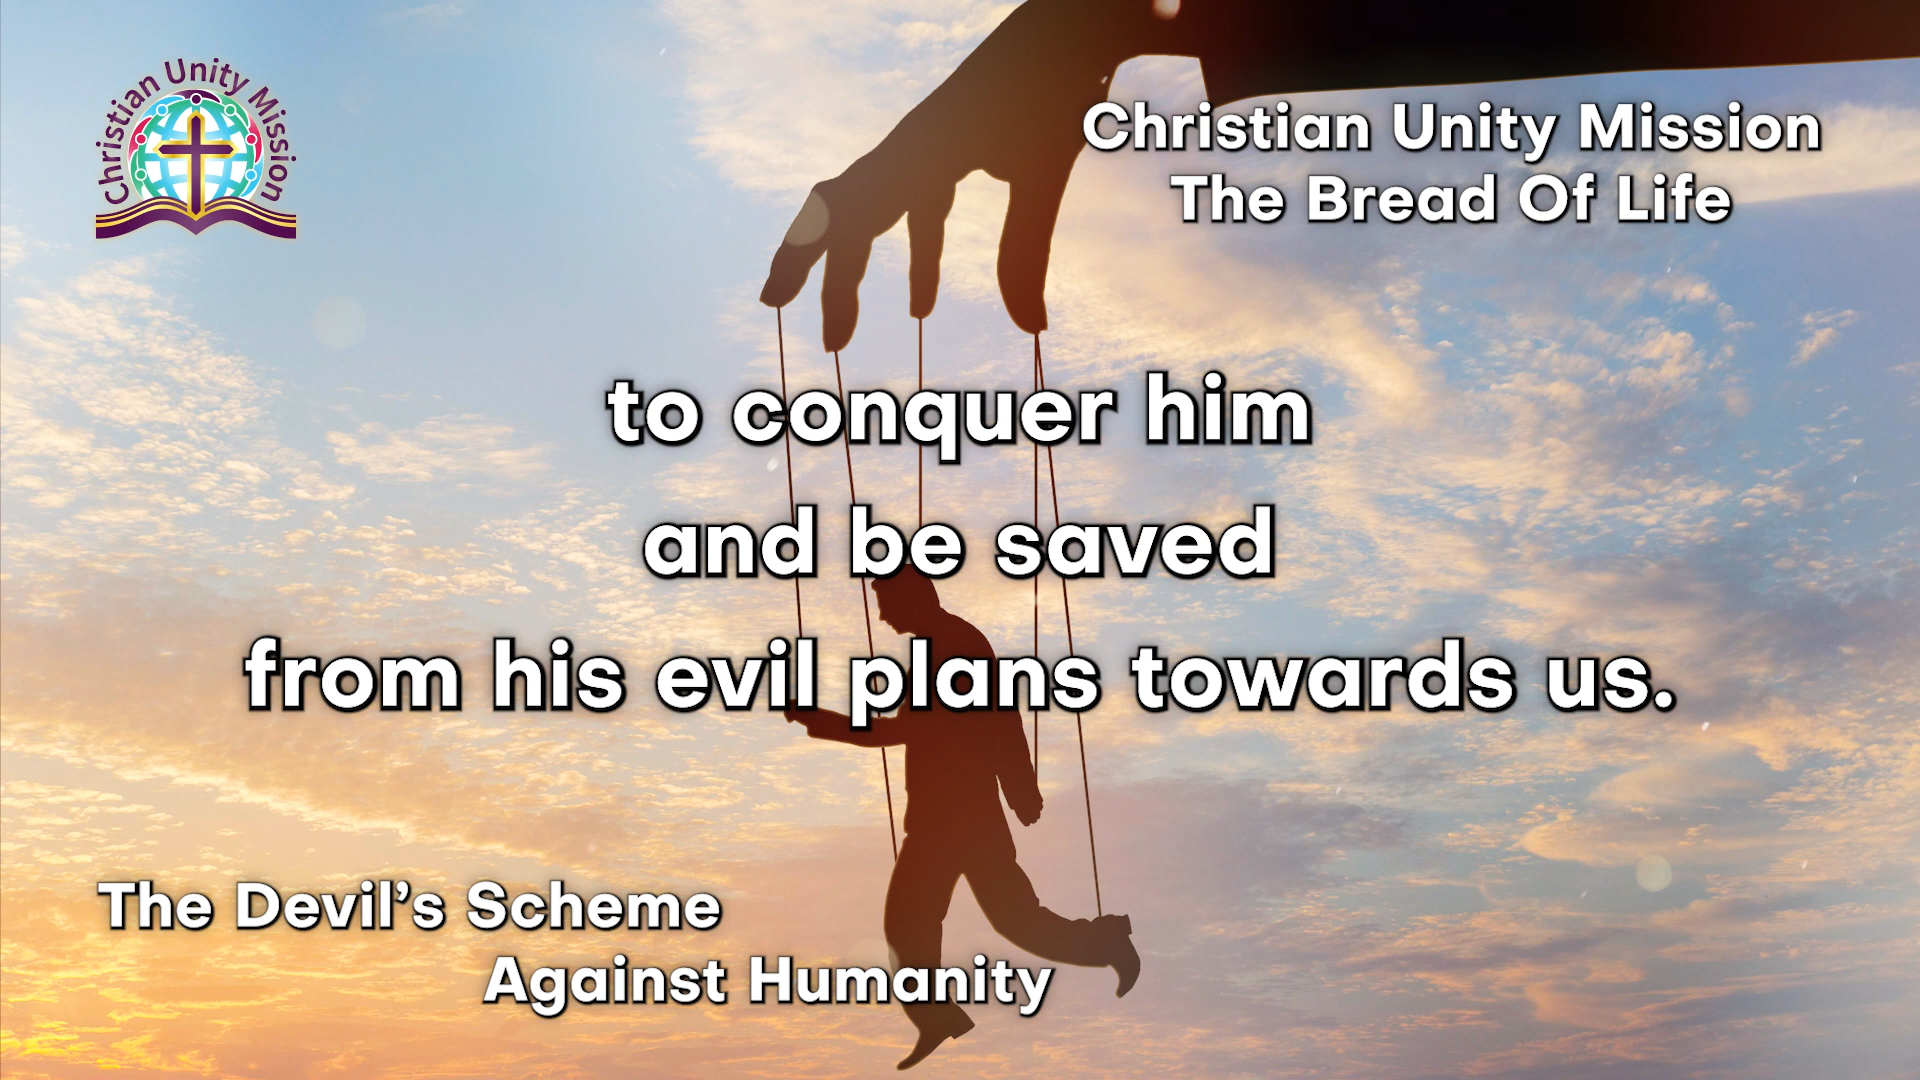 Christian Unity Mission
Christian Unity Mission
The Bread Of Life
to conquer him
and be saved
from his evil plans towards us.
The Devil’s Scheme
Against Humanity